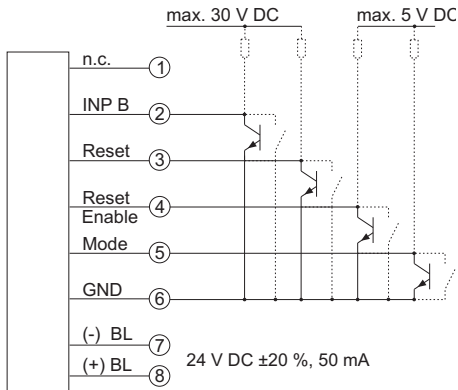 max. 30 V DC
max. 5 V DC
n.c. 1
INP B 2
Reset 3
Reset
Enable 4
Mode 5
GND 6
(-) BL 7
(+) BL 8
24 V DC ±20 %, 50 mA